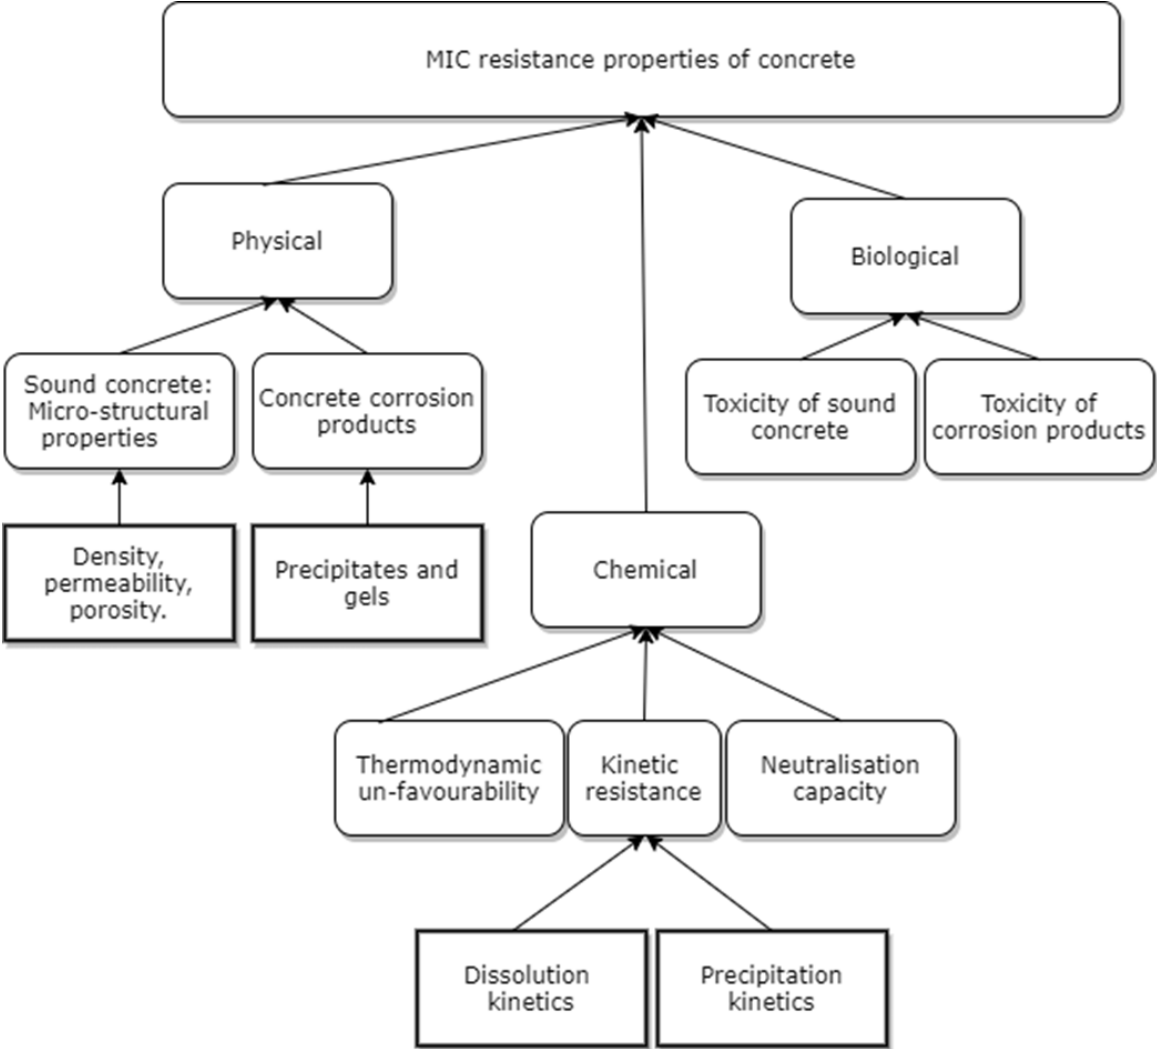 MIC resistance properties of concrete
Physical
Biological
Sound concrete:
Micro-structural
properties
Concrete corrosion
products
Toxicity of sound
concrete
Toxicity of
corrosion products
Density,
permeability,
porosity.
Precipitates and
gels
Chemical
Thermodynamic
un-favourability
Kinetic
resistance
Neutralisation
capacity
Dissolution
kinetics
Precipitation
kinetics